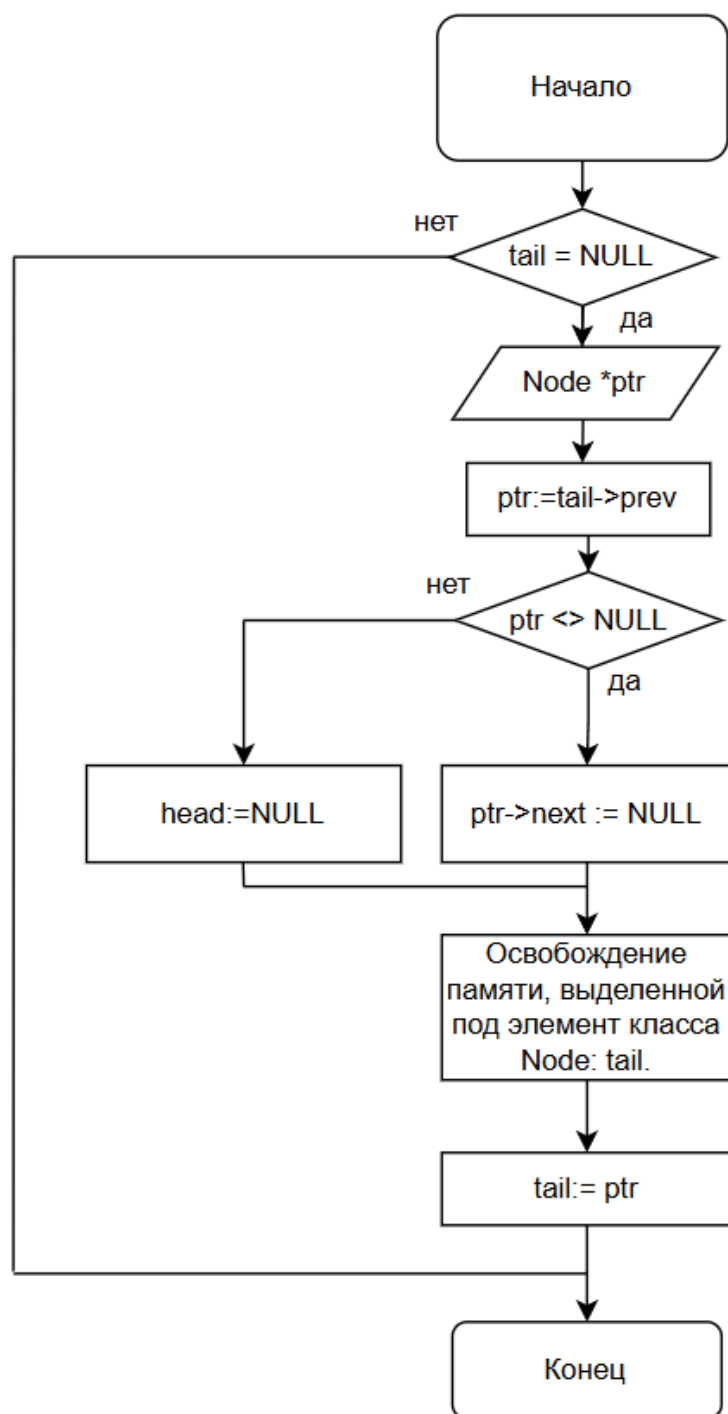 Начало
нет
tail = NULL
да
Node *ptr
ptr:=tail->prev
нет
ptr <> NULL
да
head:=NULL
ptr->next := NULL
Освобождение
памяти, выделенной
под элемент класса
Node: tail.
tail:= ptr
Конец